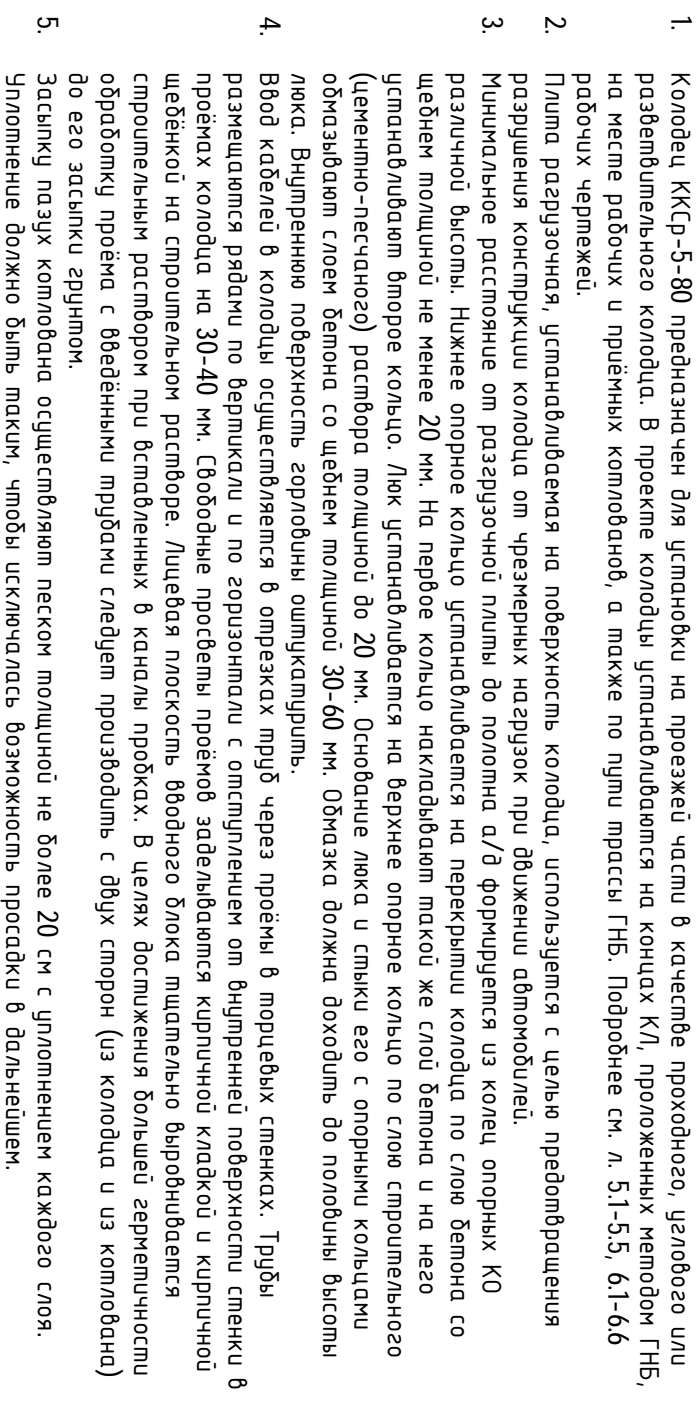 1. Колодец ККСр-5-80 предназначен для установки на проезжей части в качестве проходного, углового или
разветвительного колодца. В проекте колодцы устанавливаются на концах КЛ, проложенных методом ГНБ,
на месте рабочих и приёмных котлованов, а также по пути трассы ГНБ. Подробнее см. л. 5.1-5.5, 6.1-6.6
рабочих чертежей.
2. Плита рагрузочная, устанавливаемая на поверхность колодца, используется с целью предотвращения
разрушения конструкции колодца от чрезмерных нагрузок при движении автомобилей.
3. Минимальное расстояние от разгрузочной плиты до полотна а/д формируется из колец опорных КО
различной высоты. Нижнее опорное кольцо устанавливается на перекрытии колодца по слою бетона со
щебнем толщиной не менее 20 мм. На первое кольцо накладывают такой же слой бетона и на него
устанавливают второе кольцо. Люк устанавливается на верхнее опорное кольцо по слою строительного
(цементно-песчаного) раствора толщиной до 20 мм. Основание люка и стыки его с опорными кольцами
обмазывают слоем бетона со щебнем толщиной 30-60 мм. Обмазка должна доходить до половины высоты
люка. Внутреннюю поверхность горловины оштукатурить.
4. Ввод кабелей в колодцы осуществляется в отрезках труб через проёмы в торцевых стенках. Трубы
размещаются рядами по вертикали и по горизонтали с отступлением от внутренней поверхности стенки в
проёмах колодца на 30-40 мм. Свободные просветы проёмов заделываются кирпичной кладкой и кирпичной
щебёнкой на строительном растворе. Лицевая плоскость вводного блока тщательно выровнивается
строительным раствором при вставленных в каналы пробках. В целях достижения большей герметичности
обработку проёма с введёнными трубами следует производить с двух сторон (из колодца и из котлована)
до его засыпки грунтом.
5. Засыпку пазух котлована осуществляют песком толщиной не более 20 см с уплотнением каждого слоя.
Уплотнение должно быть таким, чтобы исключалась возможность просадки в дальнейшем.